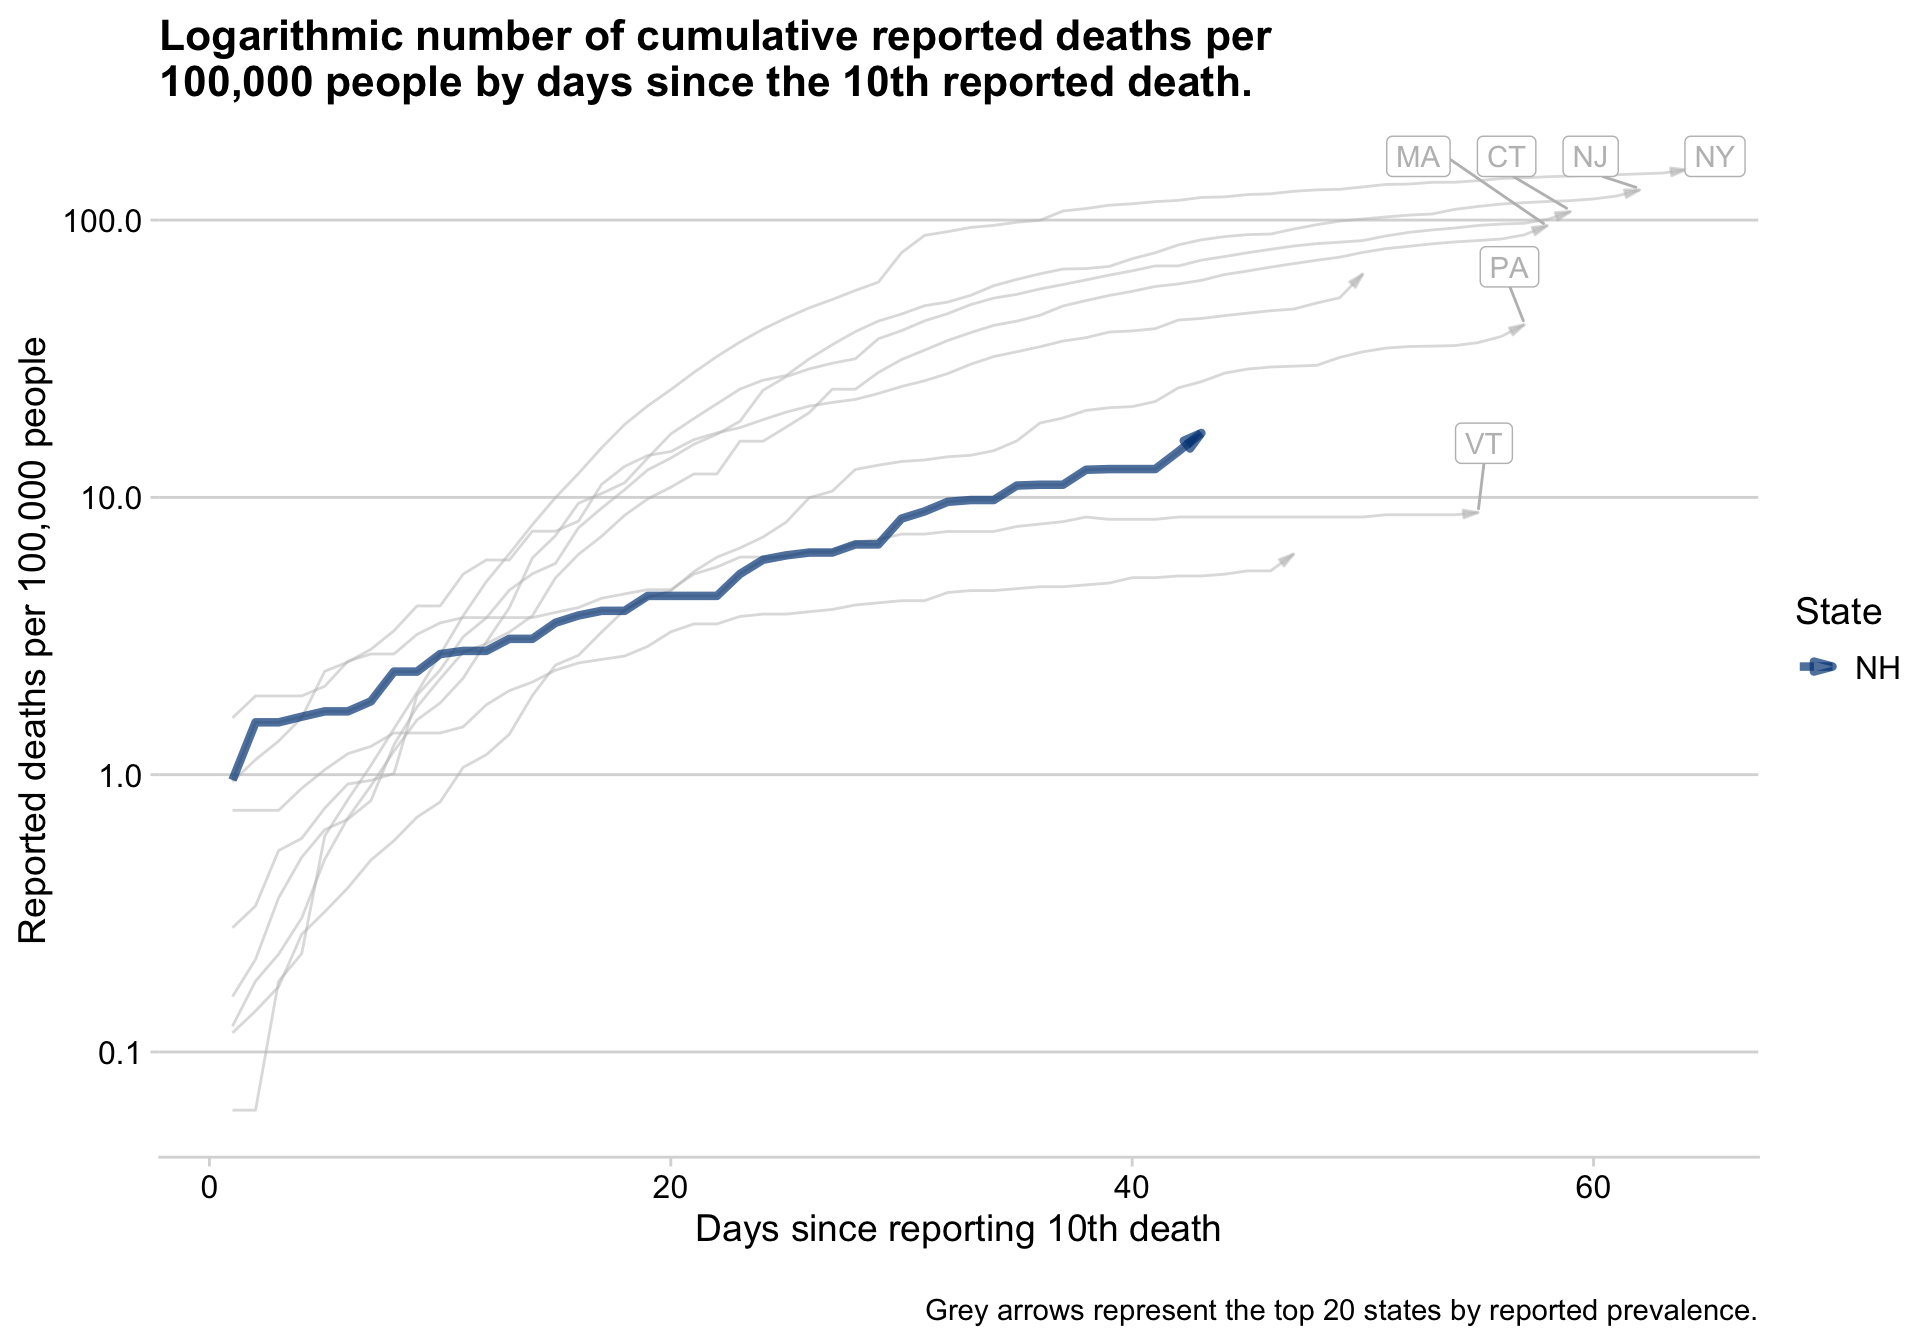 Logarithmic number of cumulative reported deaths per
100,000 people by days since the 10th reported death.
MA
CT
NJ
NY
100.0
PA
VT
10.0
1.0
0.1
Reported deaths per 100,000 people
State
NH
0
20
40
60
Days since reporting 10th death
Grey arrows represent the top 20 states by reported prevalence.